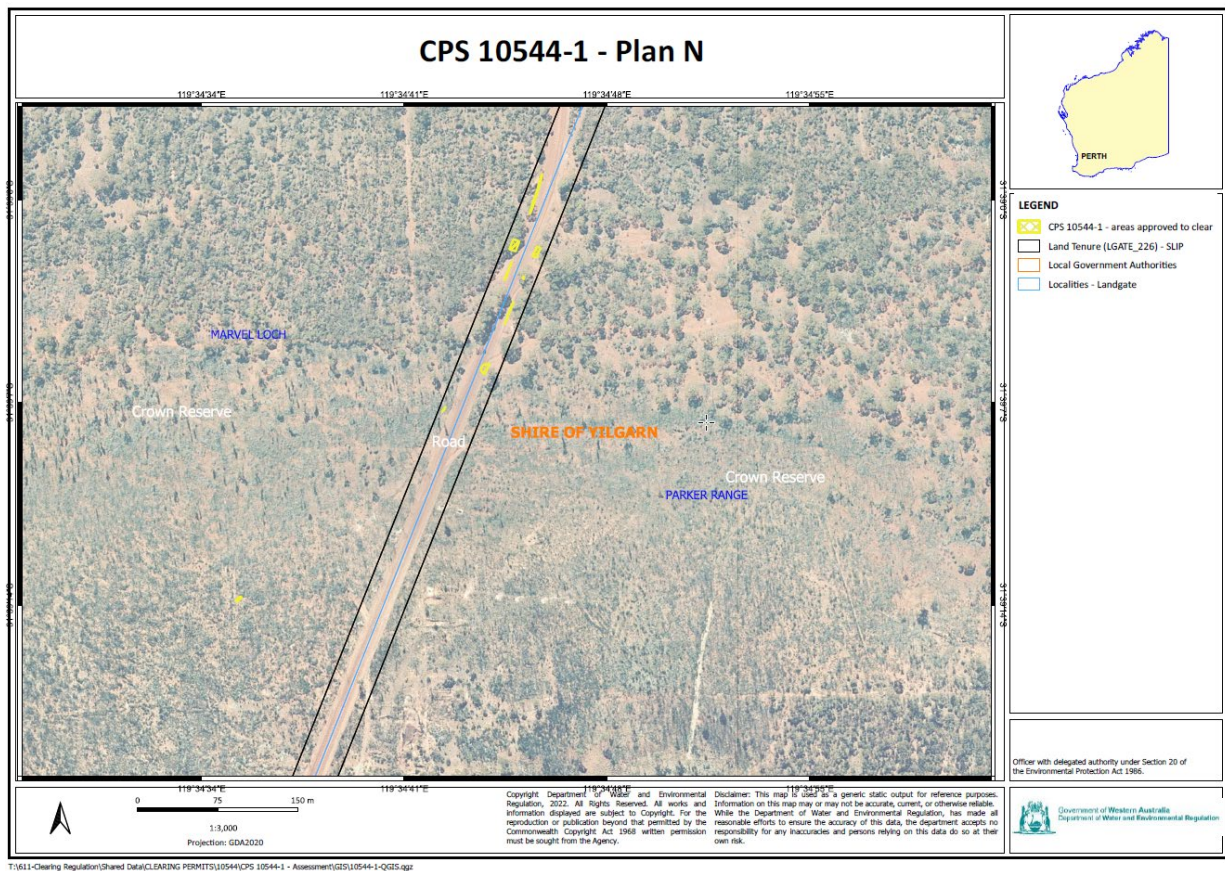 CPS 10544-1 - Plan N
119°34'34"E 119°34'41"E 119°34'48"E 119°34'55"E
PERTH
LEGEND
CPS 10544-1 - areas approved to clear
Land Tenure (LGATE_226) - SLIP
Local Government Authorities
Localities - Landgate
31°39'0"S
31°39'7"S
31°39'14"S
MARVEL LOCH
Crown Reserve
Road
SHIRE OF YILGARN
Crown Reserve
PARKER RANGE
119°34'34"E 119°34'41"E 119°34'48"E 119°34'55"E
Officer with delegated authority under Section 20 of
the Environmental Protection Act 1986.
0 75 150 m
1:3,000
Projection: GDA2020
Copyright Department of Water and Environmental
Regulation, 2022. All Rights Reserved. All works and
information displayed are subject to Copyright. For the
reproduction or publication beyond that permitted by the
Commonwealth Copyright Act 1968 written permission
must be sought from the Agency.
Disclaimer: This map is used as a generic static output for reference purposes.
Information on this map may or may not be accurate, current, or otherwise reliable.
While the Department of Water and Environmental Regulation, has made all
reasonable efforts to ensure the accuracy of this data, the department accepts no
responsibility for any inaccuracies and persons relying on this data do so at their
own risk.
Government of Western Australia
Department of Water and Environmental Regulation
T:\611-Clearing Regulation\Shared Data\CLEARING PERMITS\10544\CPS 10544-1 - Assessment\GIS\10544-1-QGIS.qgz